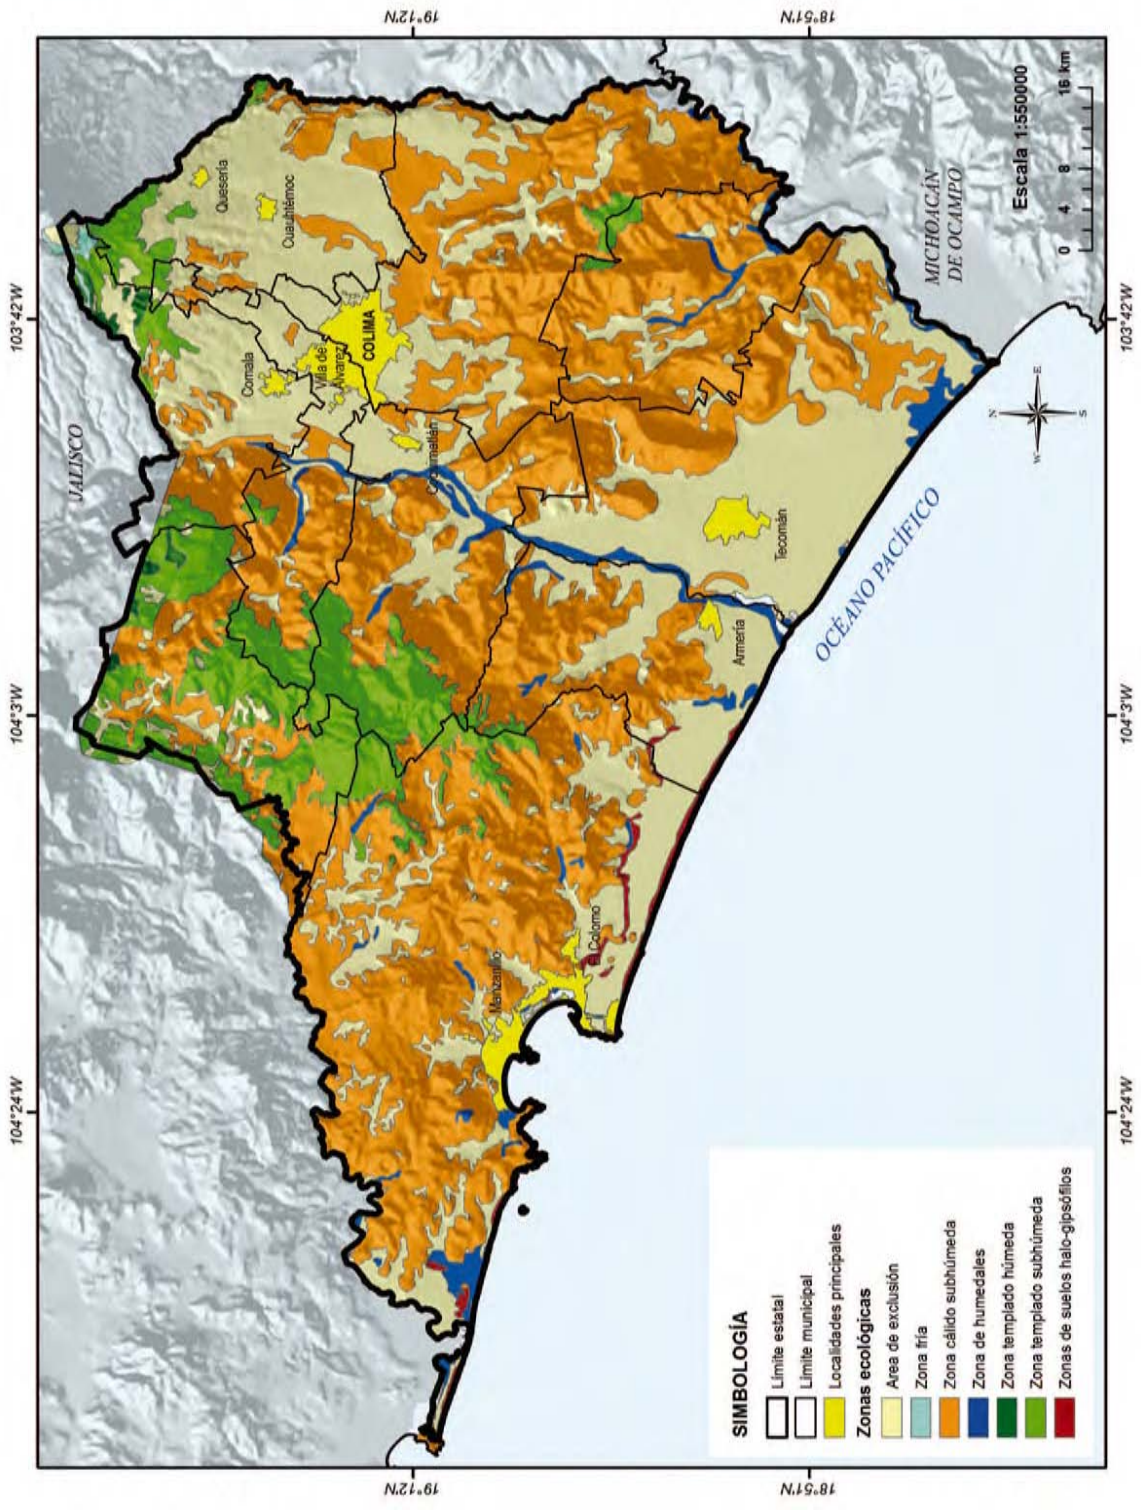 104°24'W
104°3'W
103°42'W
JALISCO
Quesería
Cuauhtémoc
Comala
Villa de
Álvarez
COLIMA
Coquimatlán
19°12'N
19°12'N
Manzanillo
El Colomo
Armería
Tecomán
18°51'N
18°51'N
OCÉANO PACÍFICO
MICHOACÁN
DE OCAMPO
N
W
E
S
Escala 1:550000
0 4 8 16 km
SIMBOLOGÍA
Límite estatal
Límite municipal
Localidades principales
Zonas ecológicas
Area de exclusión
Zona fría
Zona cálido subhúmeda
Zona de humedales
Zona templado húmeda
Zona templado subhúmeda
Zonas de suelos halo-gipsófilos
104°24'W
104°3'W
103°42'W